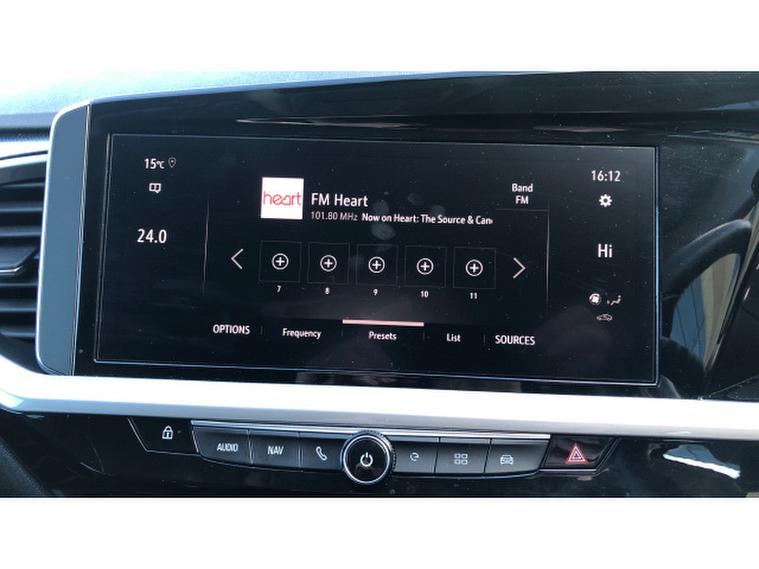 15°C
16:12
heart
FM Heart
101.80 MHz Now on Heart: The Source & Can
Band
FM
24.0
Hi
7 8 9 10 11
OPTIONS Frequency Presets List SOURCES
AUDIO NAV